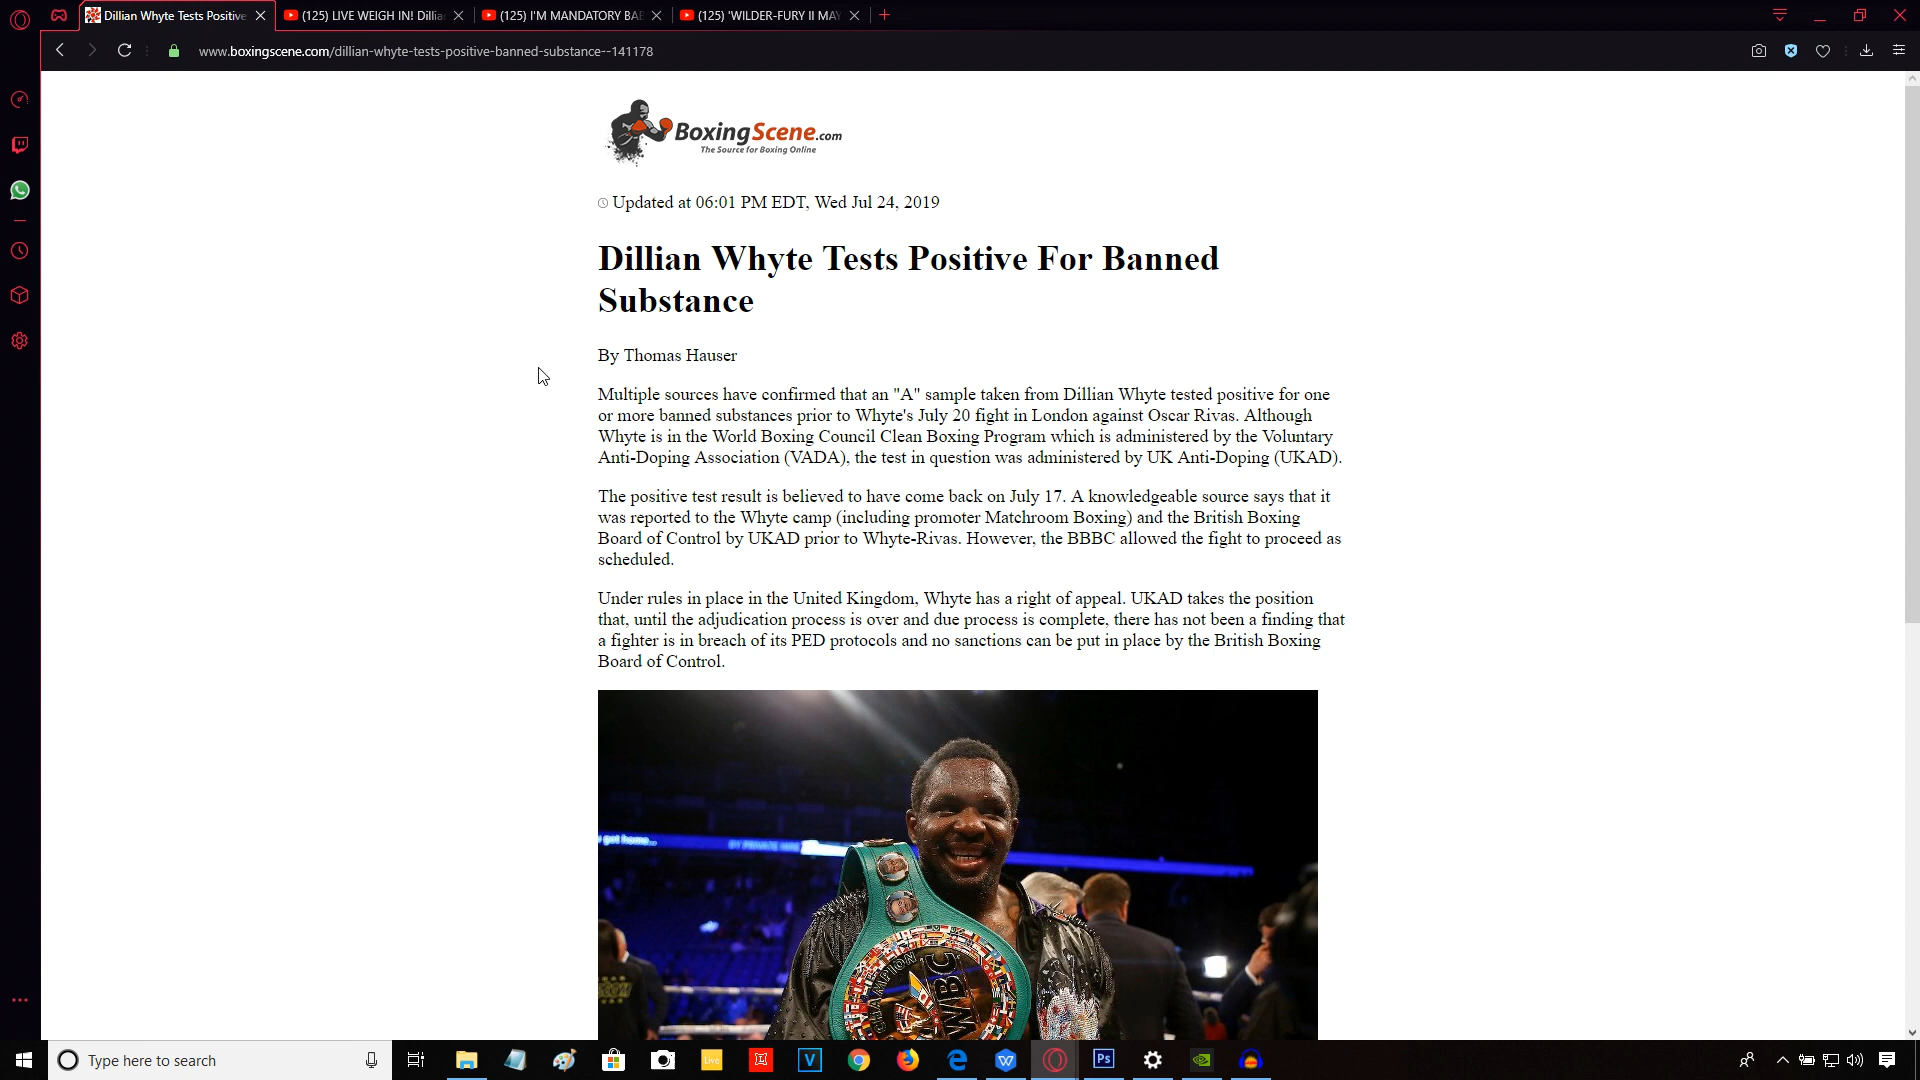 Dillian Whyte Tests Positive
(125) LIVE WEIGH IN! Dillia
(125) I'M MANDATORY BA
(125) 'WILDER-FURY II MAY
www.boxingscene.com/dillian-whyte-tests-positive-banned-substance--141178
BoxingScene.com
The Source for Boxing Online
Updated at 06:01 PM EDT, Wed Jul 24, 2019
Dillian Whyte Tests Positive For Banned
Substance
By Thomas Hauser
Multiple sources have confirmed that an "A" sample taken from Dillian Whyte tested positive for one
or more banned substances prior to Whyte's July 20 fight in London against Oscar Rivas. Although
Whyte is in the World Boxing Council Clean Boxing Program which is administered by the Voluntary
Anti-Doping Association (VADA), the test in question was administered by UK Anti-Doping (UKAD).
The positive test result is believed to have come back on July 17. A knowledgeable source says that it
was reported to the Whyte camp (including promoter Matchroom Boxing) and the British Boxing
Board of Control by UKAD prior to Whyte-Rivas. However, the BBBC allowed the fight to proceed as
scheduled.
Under rules in place in the United Kingdom, Whyte has a right of appeal. UKAD takes the position
that, until the adjudication process is over and due process is complete, there has not been a finding that
a fighter is in breach of its PED protocols and no sanctions can be put in place by the British Boxing
Board of Control.
CHAMPION
WBC
Type here to search
Live
V
Ps